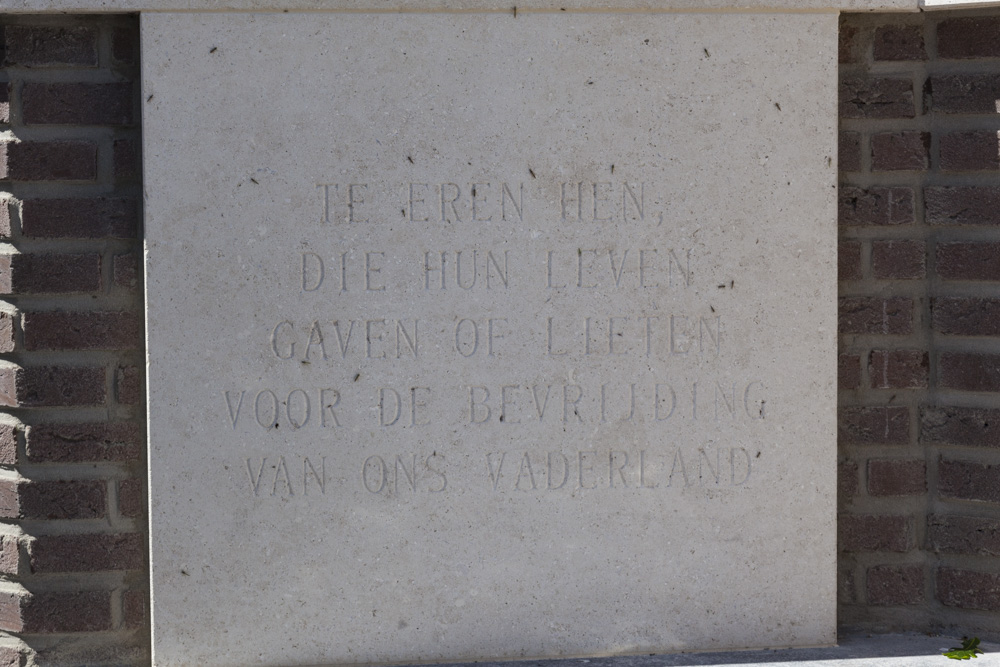 TE EREN HEN,
DIE HUN LEVEN
GAVEN OF LIETEN
VOOR DE BEVRIJDING
VAN ONS VADERLAND